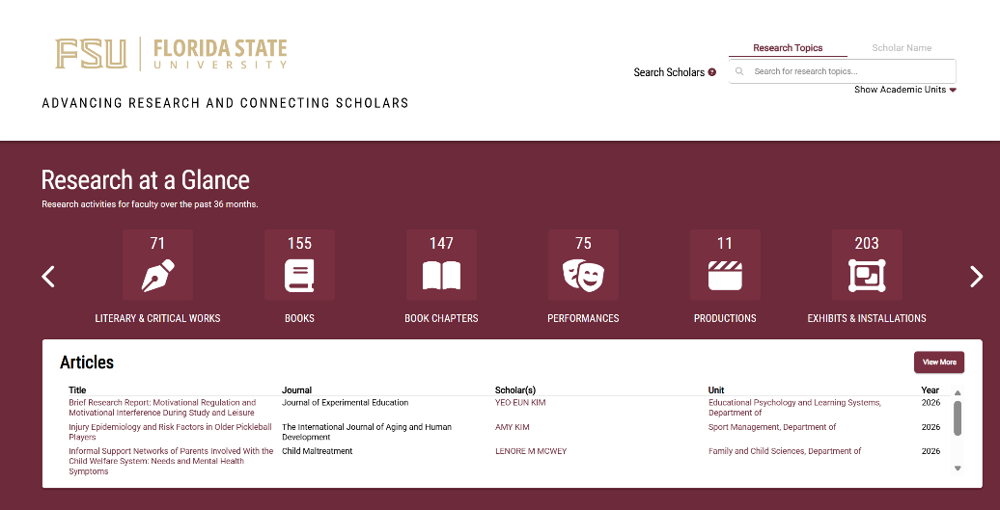 FSU FLORIDA STATE
UNIVERSITY
ADVANCING RESEARCH AND CONNECTING SCHOLARS
Research Topics Scholar Name
Search Scholars ? Search for research topics...
Show Academic Units
Research at a Glance
Research activities for faculty over the past 36 months.
71 155 147 75 11 203
LITERARY & CRITICAL WORKS BOOKS BOOK CHAPTERS PERFORMANCES PRODUCTIONS EXHIBITS & INSTALLATIONS
Articles View More
Title Journal Scholar(s) Unit Year
Brief Research Report: Motivational Regulation and Journal of Experimental Education YEO EUN KIM Educational Psychology and Learning Systems, 2026
Motivational Interference During Study and Leisure Department of
Injury Epidemiology and Risk Factors in Older Pickleball The International Journal of Aging and Human AMY KIM Sport Management, Department of 2026
Players Development
Informal Support Networks of Parents Involved With the Child Maltreatment LENORE M MCWEY Family and Child Sciences, Department of 2026
Child Welfare System: Needs and Mental Health
Symptoms